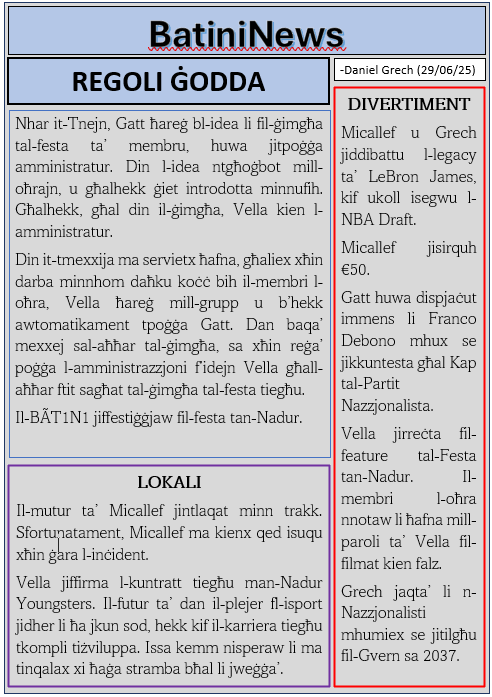 BatiniNews
REGOLI ĠODDA
-Daniel Grech (29/06/25)
Nhar it-Tnejn, Gatt ħareġ bl-idea li fil-ġimgħa
tal-festa ta’ membru, huwa jitpoġġa
amministratur. Din l-idea ntgħoġbot mill-
oħrajn, u għalhekk ġiet introdotta minnufih.
Għalhekk, għal din il-ġimgħa, Vella kien l-
amministratur.
Din it-tmexxija ma servietx ħafna, għaliex xħin
darba minnhom daħku koċċ bih il-membri l-
oħra, Vella ħareġ mill-grupp u b’hekk
awtomatikament tpoġġa Gatt. Dan baqa’
mexxej sal-aħħar tal-ġimgħa, sa xħin reġa’
poġġa l-amministrazzjoni f’idejn Vella għall-
aħħar ftit sagħat tal-ġimgħa tal-festa tiegħu.
Il-BÃT1N1 jiffestiġġjaw fil-festa tan-Nadur.
LOKALI
Il-mutur ta’ Micallef jintlaqat minn trakk.
Sfortunatament, Micallef ma kienx qed isuqu
xħin ġara l-inċident.
Vella jiffirma l-kuntratt tiegħu man-Nadur
Youngsters. Il-futur ta’ dan il-plejer fl-isport
jidher li ħa jkun sod, hekk kif il-karriera tiegħu
tkompli tiżviluppa. Issa kemm nisperaw li ma
tinqalax xi ħaġa stramba bħal li jweġġa’.
DIVERTIMENT
Micallef u Grech
jiddibattu l-legacy
ta’ LeBron James,
kif ukoll isegwu l-
NBA Draft.
Micallef jisirquh
€50.
Gatt huwa dispjaċut
immens li Franco
Debono mhux se
jikkuntesta għal Kap
tal-Partit
Nazzjonalista.
Vella jirreċta fil-
feature tal-Festa
tan-Nadur. Il-
membri l-oħra
nnotaw li ħafna mill-
paroli ta’ Vella fil-
filmat kien falz.
Grech jaqta’ li n-
Nazzjonalisti
mhumiex se jitilgħu
fil-Gvern sa 2037.